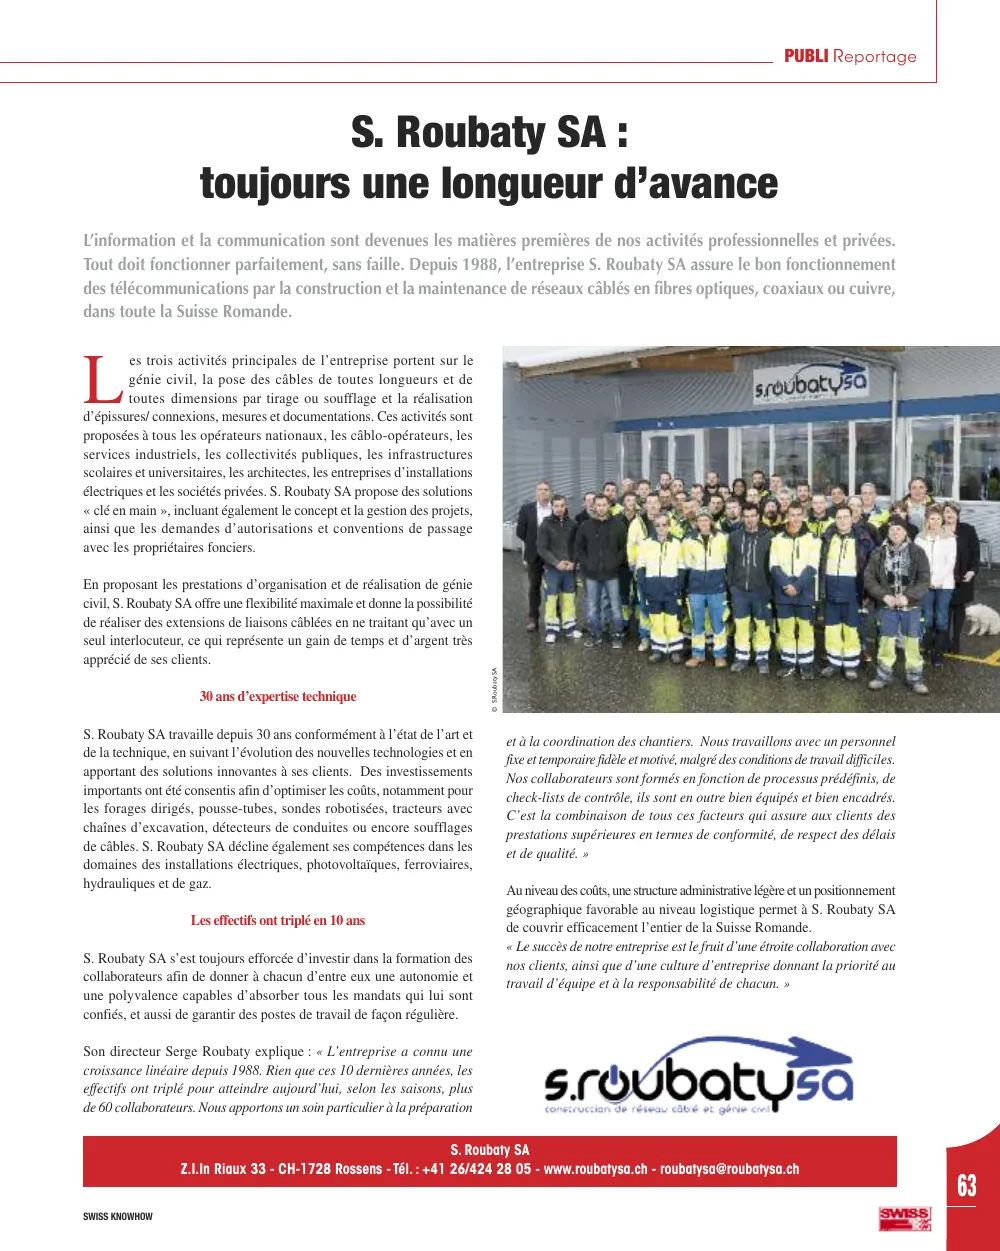 PUBLI Reportage
S. Roubaty SA :
toujours une longueur d’avance
L’information et la communication sont devenues les matières premières de nos activités professionnelles et privées.
Tout doit fonctionner parfaitement, sans faille. Depuis 1988, l’entreprise S. Roubaty SA assure le bon fonctionnement
des télécommunications par la construction et la maintenance de réseaux câblés en fibres optiques, coaxiaux ou cuivre,
dans toute la Suisse Romande.
Les trois activités principales de l’entreprise portent sur le
génie civil, la pose des câbles de toutes longueurs et de
toutes dimensions par tirage ou soufflage et la réalisation
d’épissures/ connexions, mesures et documentations. Ces activités sont
proposées à tous les opérateurs nationaux, les câblo-opérateurs, les
services industriels, les collectivités publiques, les infrastructures
scolaires et universitaires, les architectes, les entreprises d’installations
électriques et les sociétés privées. S. Roubaty SA propose des solutions
« clé en main », incluant également le concept et la gestion des projets,
ainsi que les demandes d’autorisations et conventions de passage
avec les propriétaires fonciers.
En proposant les prestations d’organisation et de réalisation de génie
civil, S. Roubaty SA offre une flexibilité maximale et donne la possibilité
de réaliser des extensions de liaisons câblées en ne traitant qu’avec un
seul interlocuteur, ce qui représente un gain de temps et d’argent très
apprécié de ses clients.
30 ans d’expertise technique
S. Roubaty SA travaille depuis 30 ans conformément à l’état de l’art et
de la technique, en suivant l’évolution des nouvelles technologies et en
apportant des solutions innovantes à ses clients. Des investissements
importants ont été consentis afin d’optimiser les coûts, notamment pour
les forages dirigés, pousse-tubes, sondes robotisées, tracteurs avec
chaînes d’excavation, détecteurs de conduites ou encore soufflages
de câbles. S. Roubaty SA décline également ses compétences dans les
domaines des installations électriques, photovoltaïques, ferroviaires,
hydrauliques et de gaz.
Les effectifs ont triplé en 10 ans
S. Roubaty SA s’est toujours efforcée d’investir dans la formation des
collaborateurs afin de donner à chacun d’entre eux une autonomie et
une polyvalence capables d’absorber tous les mandats qui lui sont
confiés, et aussi de garantir des postes de travail de façon régulière.
Son directeur Serge Roubaty explique : « L’entreprise a connu une
croissance linéaire depuis 1988. Rien que ces 10 dernières années, les
effectifs ont triplé pour atteindre aujourd’hui, selon les saisons, plus
de 60 collaborateurs. Nous apportons un soin particulier à la préparation
s.roubatysa
© S.Roubaty SA
et à la coordination des chantiers. Nous travaillons avec un personnel
fixe et temporaire fidèle et motivé, malgré des conditions de travail difficiles.
Nos collaborateurs sont formés en fonction de processus prédéfinis, de
check-lists de contrôle, ils sont en outre bien équipés et bien encadrés.
C’est la combinaison de tous ces facteurs qui assure aux clients des
prestations supérieures en termes de conformité, de respect des délais
et de qualité. »
Au niveau des coûts, une structure administrative légère et un positionnement
géographique favorable au niveau logistique permet à S. Roubaty SA
de couvrir efficacement l’entier de la Suisse Romande.
« Le succès de notre entreprise est le fruit d’une étroite collaboration avec
nos clients, ainsi que d’une culture d’entreprise donnant la priorité au
travail d’équipe et à la responsabilité de chacun. »
s.roubatysa
construction de réseau câblé et génie civil
S. Roubaty SA
Z.I.In Riaux 33 - CH-1728 Rossens - Tél. : +41 26/424 28 05 - www.roubatysa.ch - roubatysa@roubatysa.ch
63
SWISS KNOWHOW
SWISS